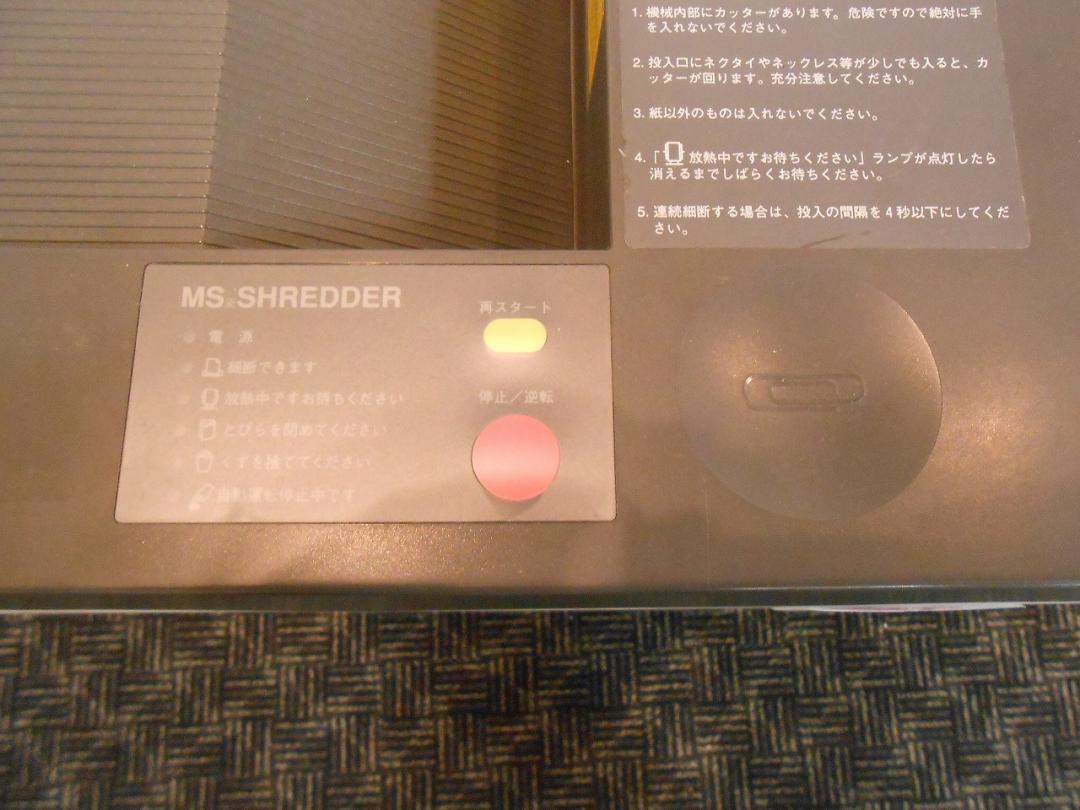 1. 機械内部にカッターがあります。危険ですので絶対に手
を入れないでください。
2. 投入口にネクタイやネックレス等が少しでも入ると、カ
ッターが回ります。充分注意してください。
3. 紙以外のものは入れないでください。
4. 「放熱中ですお待ちください」ランプが点灯したら
消えるまでしばらくお待ちください。
5. 連続細断する場合は、投入の間隔を4秒以下にしてくだ
さい。
MS SHREDDER
電 源
細断できます
放熱中ですお待ちください
とびらを閉めてください
くずを捨ててください
自動運転停止中です
再スタート
停止/逆転